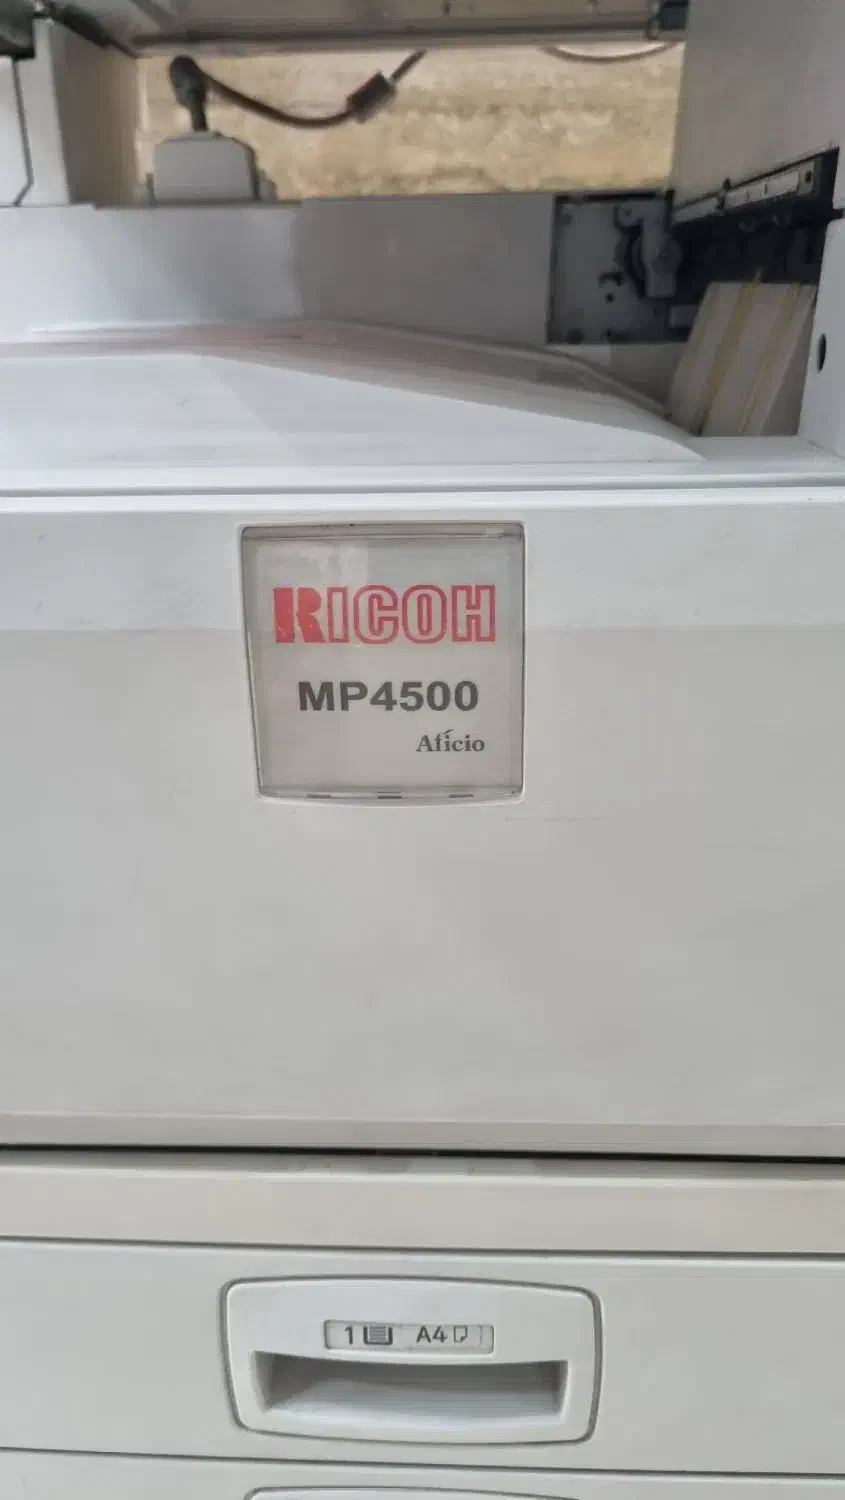 RICOH
MP4500
Aficio
1 A4